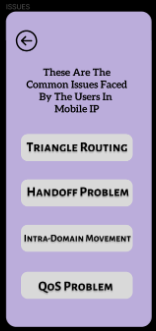 ISSUES
These Are The
Common Issues Faced
By The Users In
Mobile IP
Triangle Routing
Handoff Problem
Intra-Domain Movement
QoS Problem